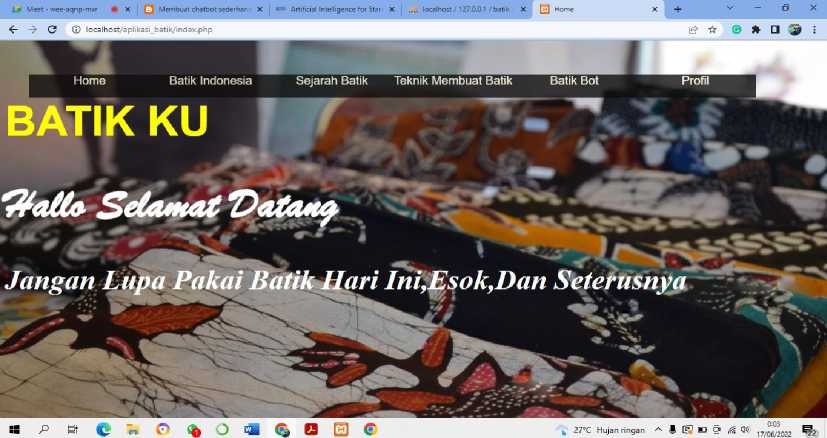 Meet - wee-aqnp-mar
Membuat chatbot sederhana
Artificial Intelligence for Star
localhost / 127.0.0.1 / batik
Home
localhost/aplikasi_batik/index.php
Home Batik Indonesia Sejarah Batik Teknik Membuat Batik Batik Bot Profil
BATIK KU
Hallo Selamat Datang
Jangan Lupa Pakai Batik Hari Ini,Esok,Dan Seterusnya
27°C Hujan ringan
0:03
17/06/2022
22